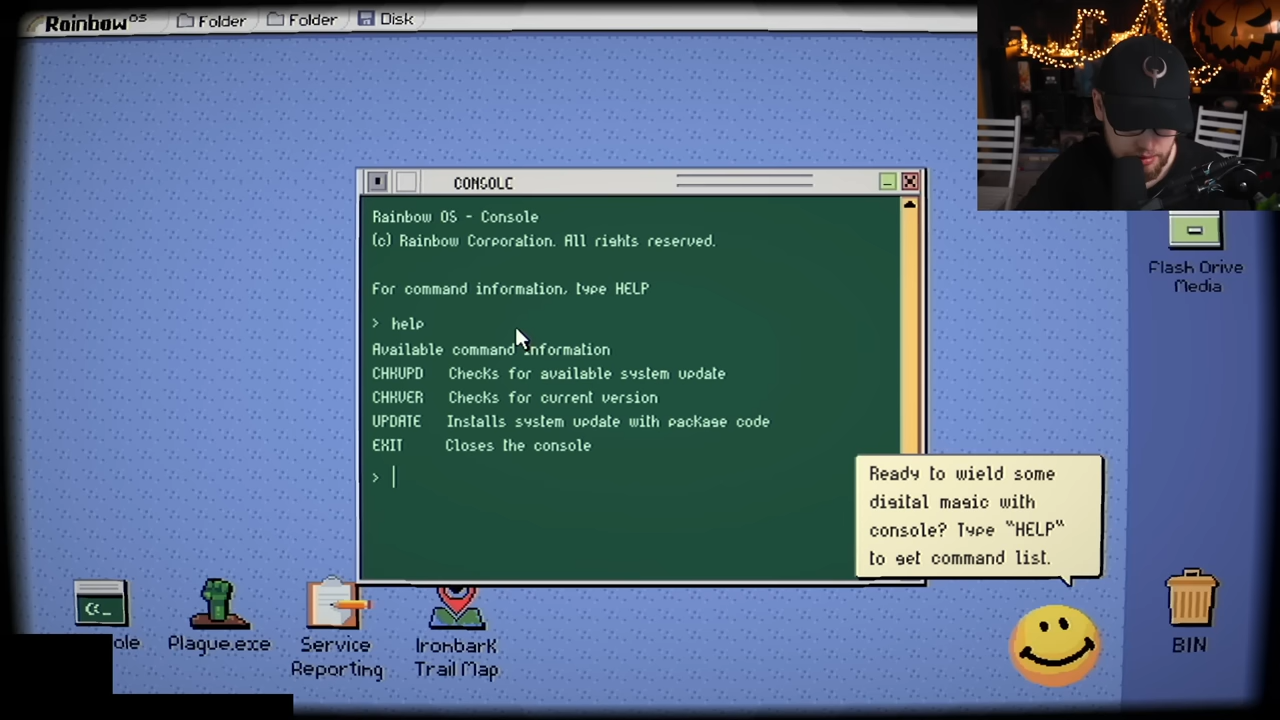 RainbowOS Folder Folder Disk
CONSOLE
Rainbow OS - Console
(c) Rainbow Corporation. All rights reserved.
For command information, type HELP
> help
Available command information
CHKUPD Checks for available system update
CHKVER Checks for current version
UPDATE Installs system update with package code
EXIT Closes the console
>
Ready to wield some
digital magic with
console? Type "HELP"
to get command list.
Flash Drive
Media
ole
Plague.exe
Service
Reporting
Ironbark
Trail Map
BIN